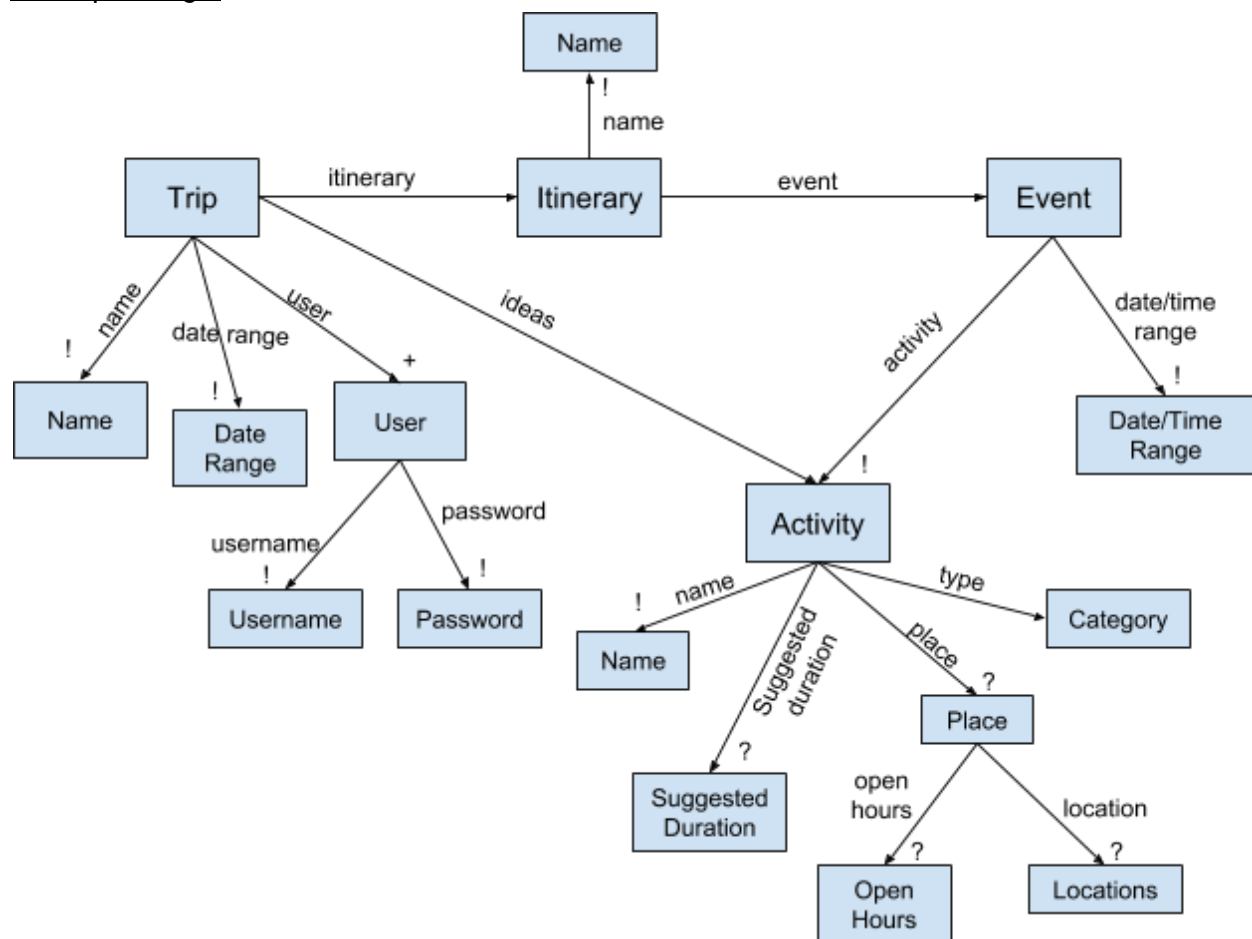 Name
!
name
Trip
itinerary
Itinerary
event
Event
name
!
date range
!
user
+
ideas
activity
!
date/time
range
!
Name
Date
Range
User
Date/Time
Range
username
!
password
!
Username
Password
Activity
name
!
Suggested
duration
?
place
?
type
Name
Category
Place
Suggested
Duration
open
hours
?
location
?
Open
Hours
Locations